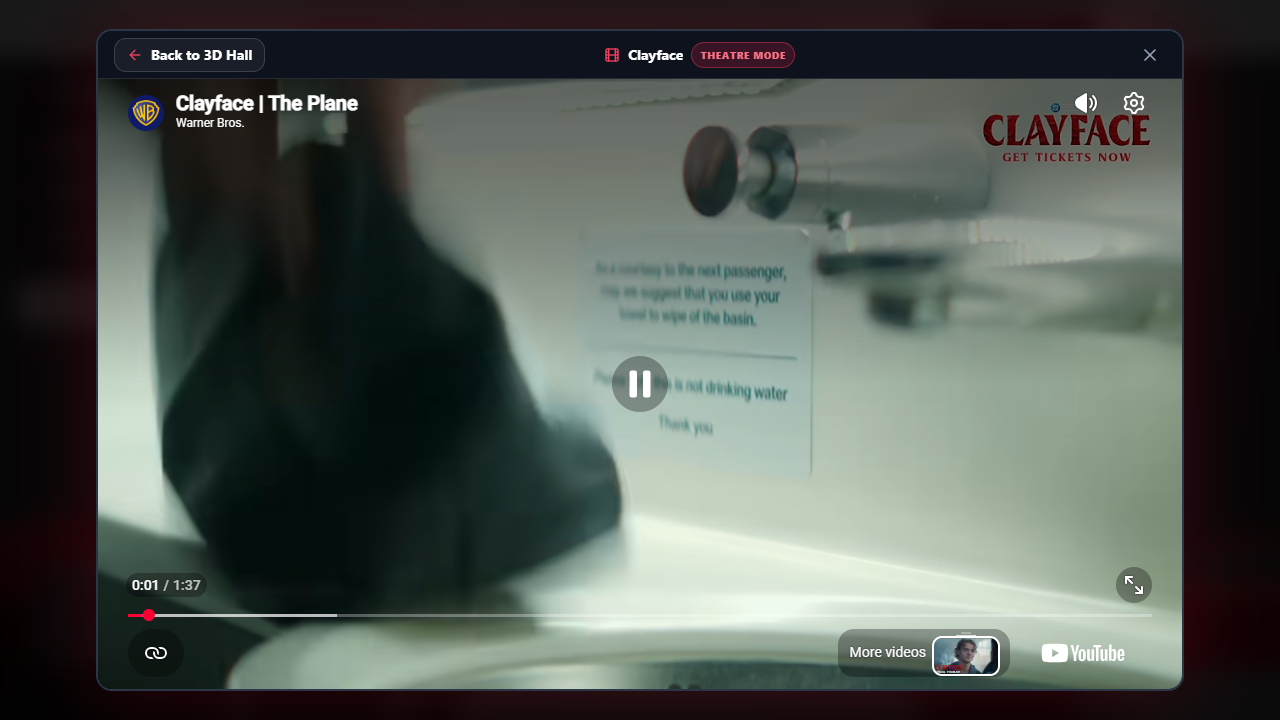 Back to 3D Hall
Clayface THEATRE MODE
Clayface | The Plane
Warner Bros.
CLAYFACE
GET TICKETS NOW
As a courtesy to the next passenger,
may we suggest that you use your
towel to wipe of the basin.
is not drinking water
Thank you
0:01 / 1:37
More videos
YouTube